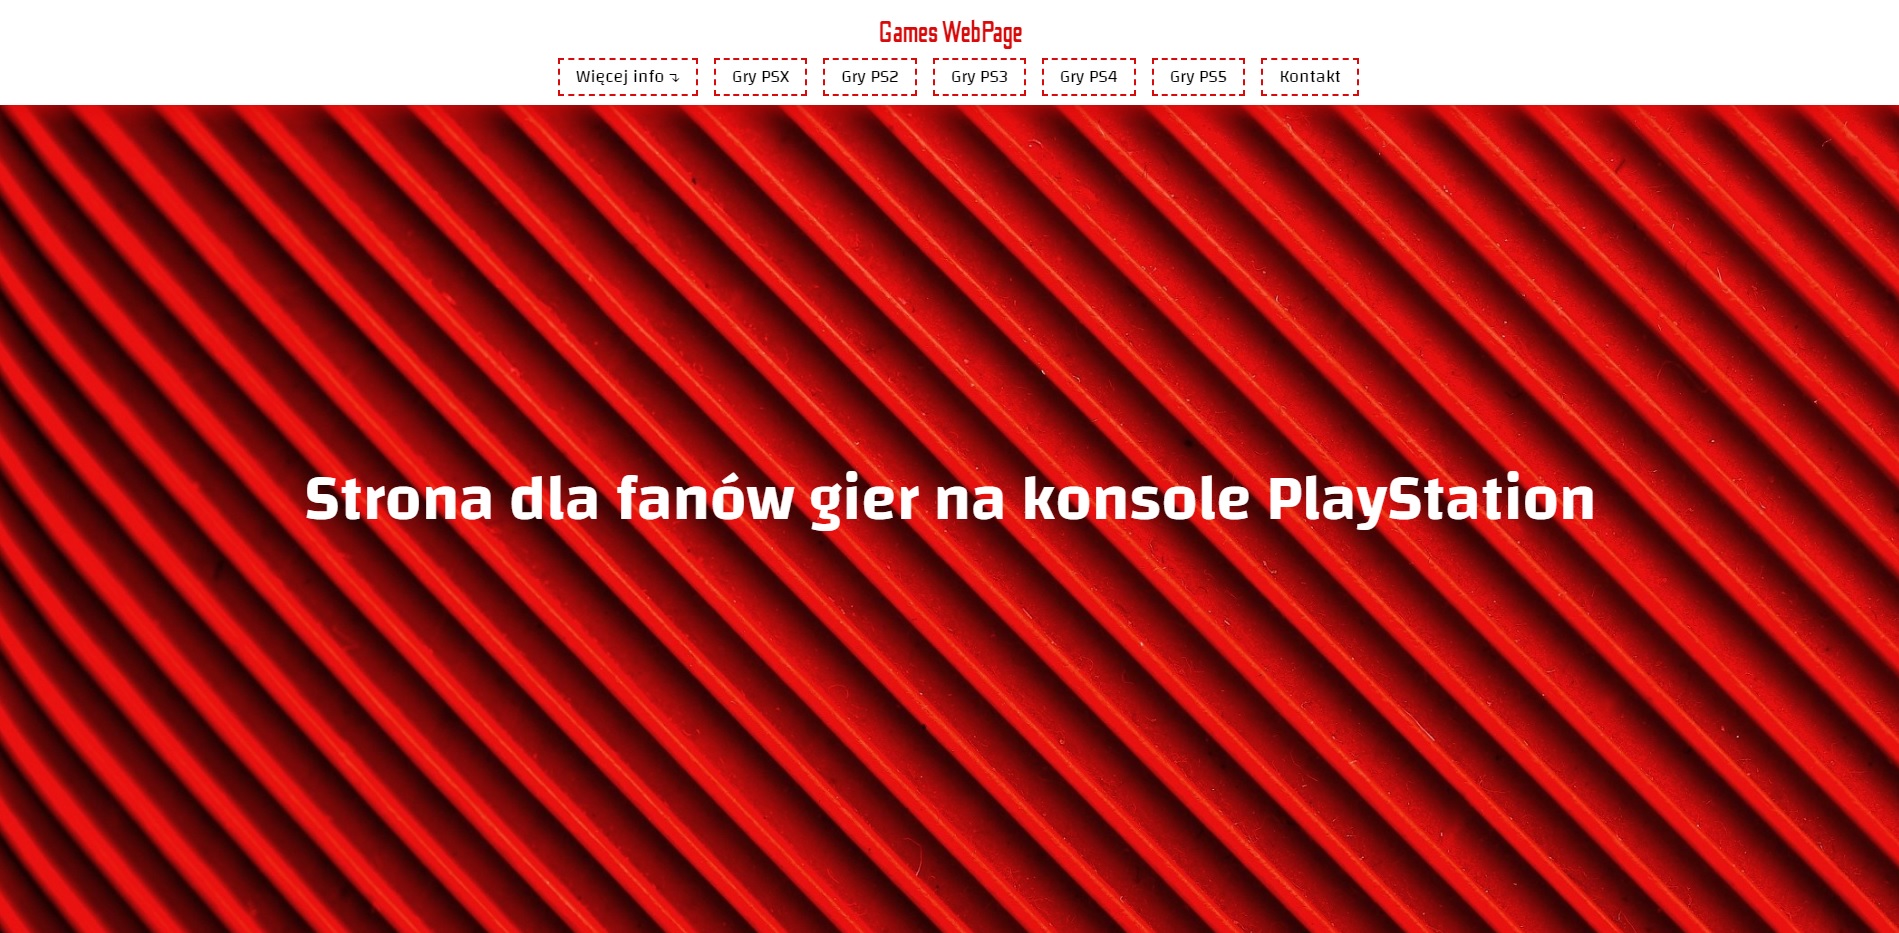 Games WebPage
Więcej info ⤵ Gry PSX Gry PS2 Gry PS3 Gry PS4 Gry PS5 Kontakt
Strona dla fanów gier na konsole PlayStation